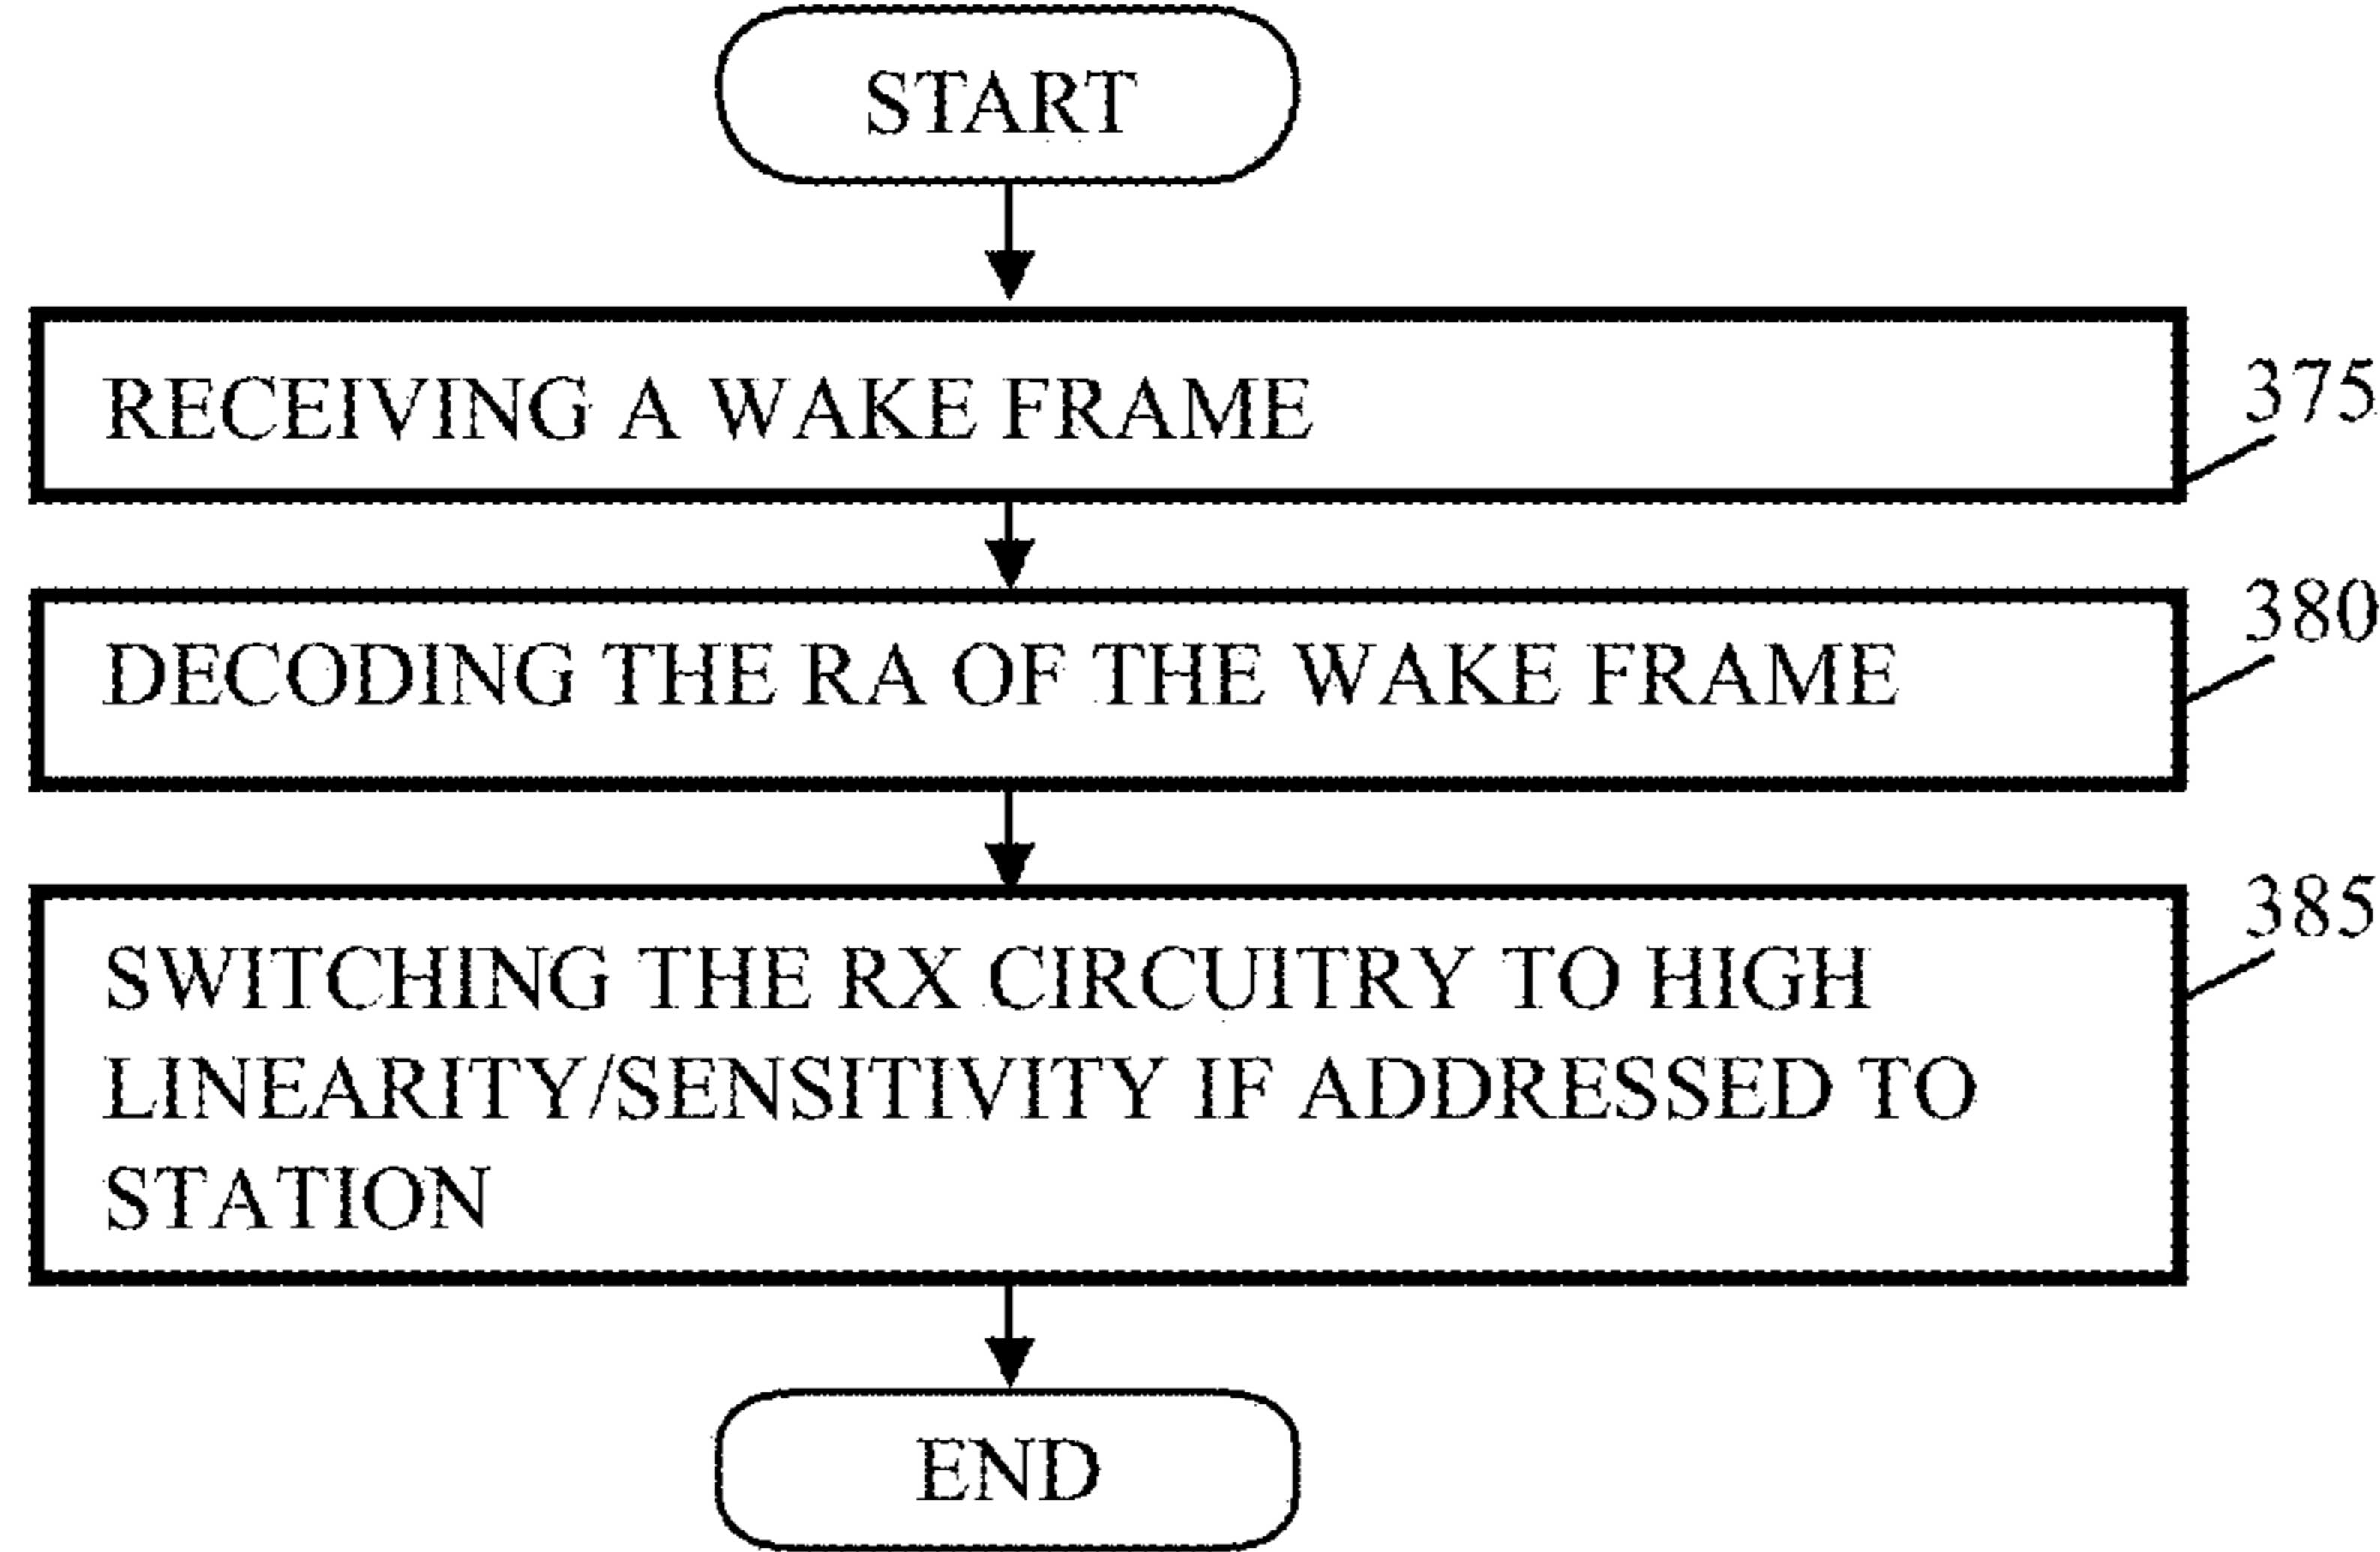 START
RECEIVING A WAKE FRAME
375
DECODING THE RA OF THE WAKE FRAME
380
SWITCHING THE RX CIRCUITRY TO HIGH
LINEARITY/SENSITIVITY IF ADDRESSED TO
STATION
385
END